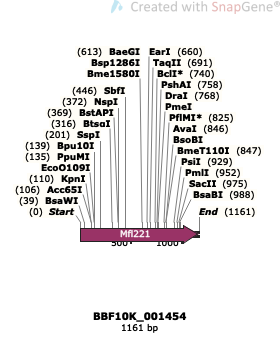 Created with SnapGene®
(613) BaeGI EarI (660)
Bsp1286I TaqII (691)
Bme1580I BclI* (740)
PshAI (758)
(446) SbfI DraI (768)
(372) NspI PmeI
(369) BstAPI PflMI* (825)
(316) BtsαI AvaI (846)
(201) SspI BsoBI
(139) Bpu10I BmeT110I (847)
(135) PpuMI PsiI (929)
EcoO109I PmlI (952)
(110) KpnI SacII (975)
(106) Acc65I BsaBI (988)
(39) BsaWI
(0) Start End (1161)
Mfl221
500 1000
BBF10K_001454
1161 bp